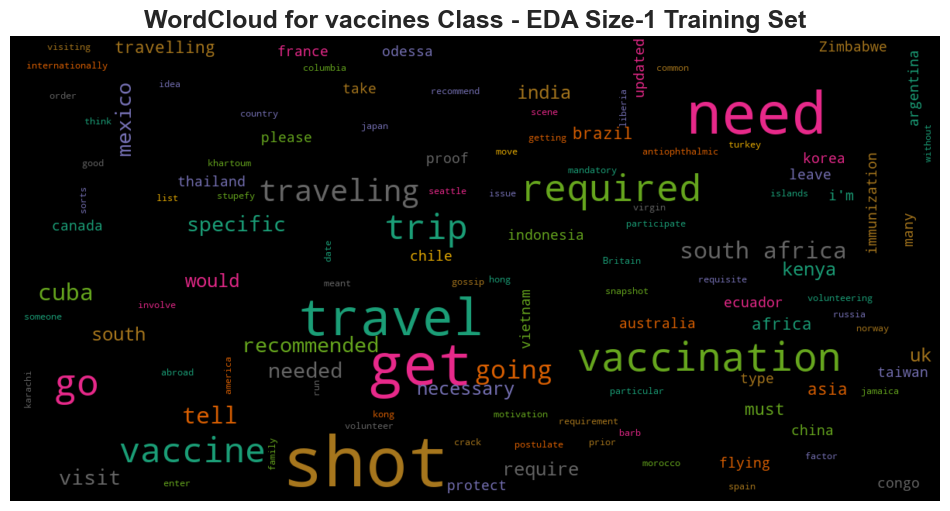 WordCloud for vaccines Class - EDA Size-1 Training Set
visiting
travelling
france
odessa
updated
Zimbabwe
internationally
columbia
common
argentina
order
idea
mexico
take
recommend
india
need
think
country
scene
liberia
please
japan
getting
brazil
without
good
khartoum
proof
move
antiophthalmic
turkey
korea
sorts
thailand
stupefy
list
traveling
seattle
issue
required
mandatory
leave
islands
i'm
immunization
many
canada
specific
trip
virgin
participate
indonesia
date
chile
south africa
Britain
kenya
cuba
would
meant
gossip
hong
snapshot
requisite
someone
involve
travel
vietnam
ecuador
volunteering
russia
south
australia
africa
norway
recommended
get
vaccination
uk
karachi
go
abroad
america
needed
run
necessary
going
type
taiwan
particular
asia
jamaica
tell
kong
volunteer
motivation
requirement
must
vaccine
family
shot
crack
postulate
prior
barb
china
visit
enter
protect
require
morocco
flying
factor
spain
congo